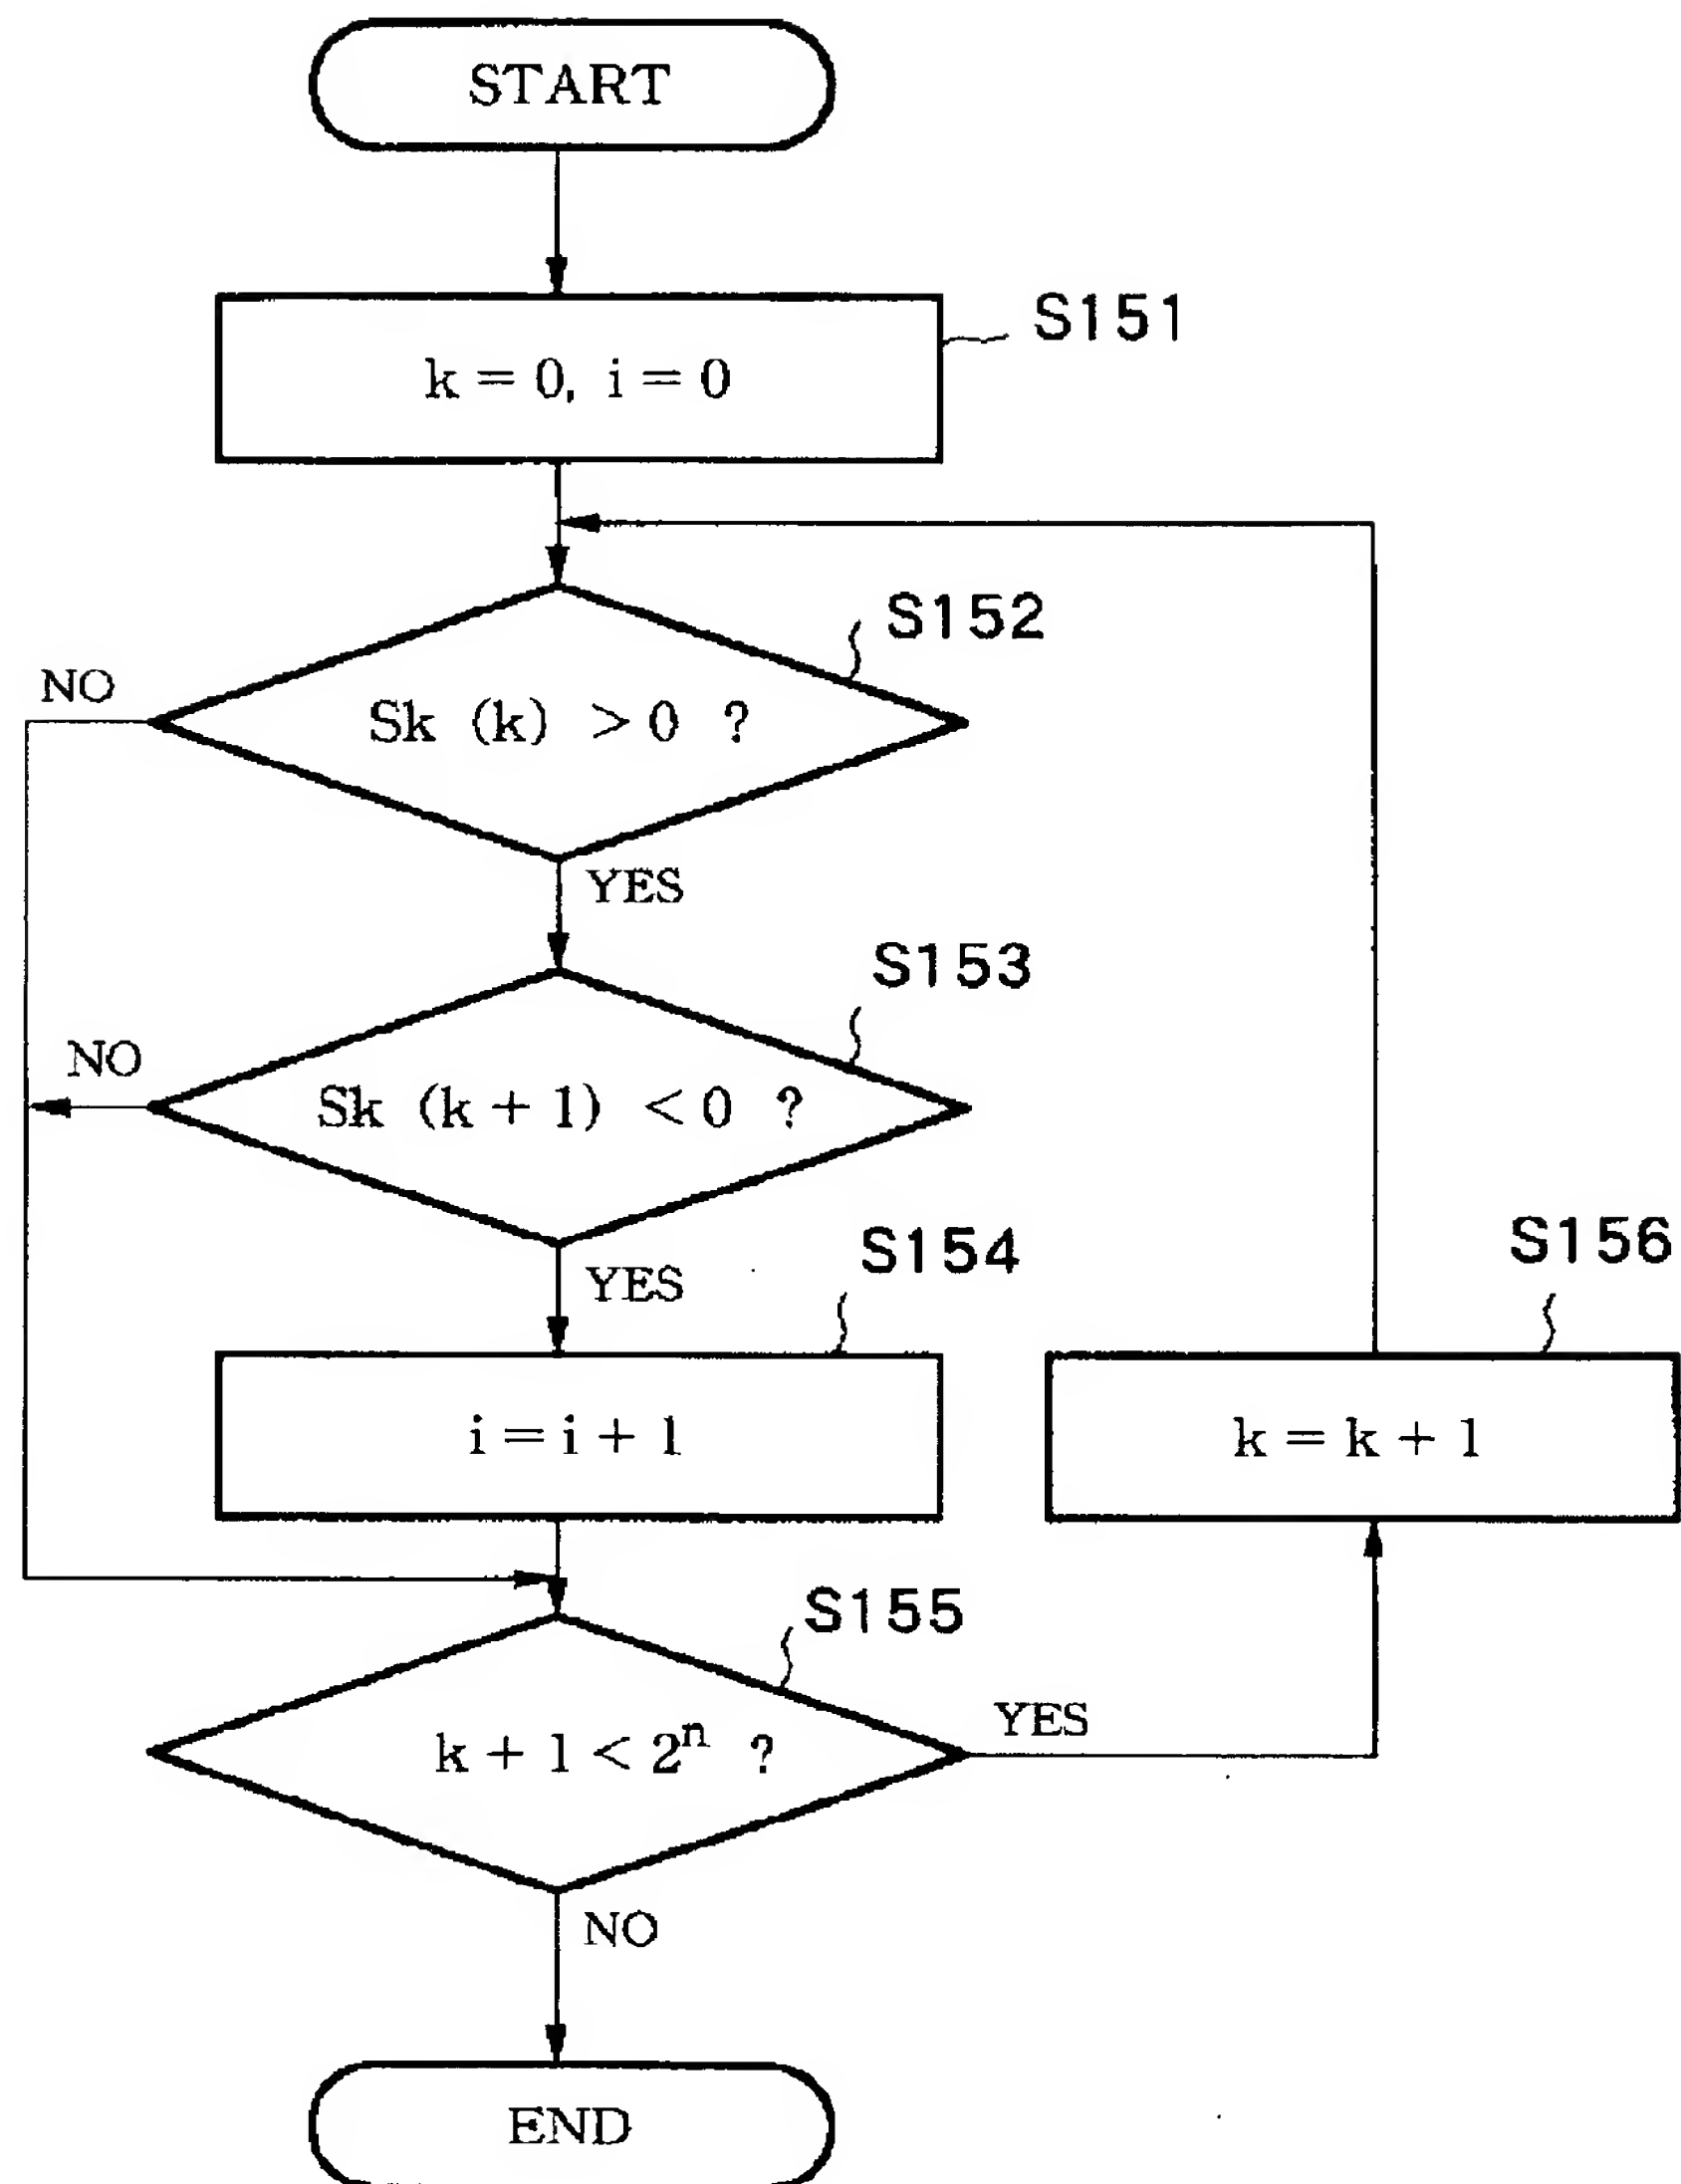 START
S151
k = 0, i = 0
S152
NO
Sk (k) > 0 ?
YES
S153
NO
Sk (k + 1) < 0 ?
YES
S154
S156
i = i + 1
k = k + 1
S155
k + 1 < 2ⁿ ?
YES
NO
END